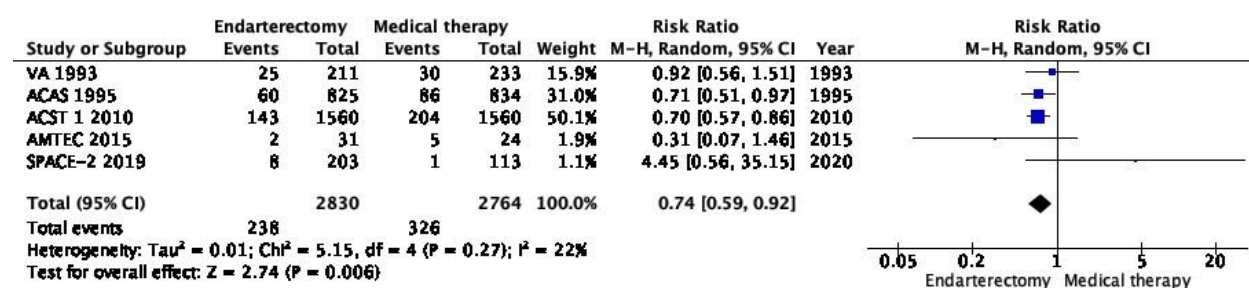 Endarterectomy Medical therapy Risk Ratio Risk Ratio
Study or Subgroup Events Total Events Total Weight M-H, Random, 95% CI Year M-H, Random, 95% CI
VA 1993 25 211 30 233 15.9% 0.92 [0.56, 1.51] 1993
ACAS 1995 60 825 86 834 31.0% 0.71 [0.51, 0.97] 1995
ACST 1 2010 143 1560 204 1560 50.1% 0.70 [0.57, 0.86] 2010
AMTEC 2015 2 31 5 24 1.9% 0.31 [0.07, 1.46] 2015
SPACE-2 2019 8 203 1 113 1.1% 4.45 [0.56, 35.15] 2020
Total (95% CI) 2830 2764 100.0% 0.74 [0.59, 0.92]
Total events 238 326
Heterogeneity: Tau² = 0.01; Chi² = 5.15, df = 4 (P = 0.27); I² = 22%
Test for overall effect: Z = 2.74 (P = 0.006)
0.05 0.2 1 5 20
Endarterectomy Medical therapy